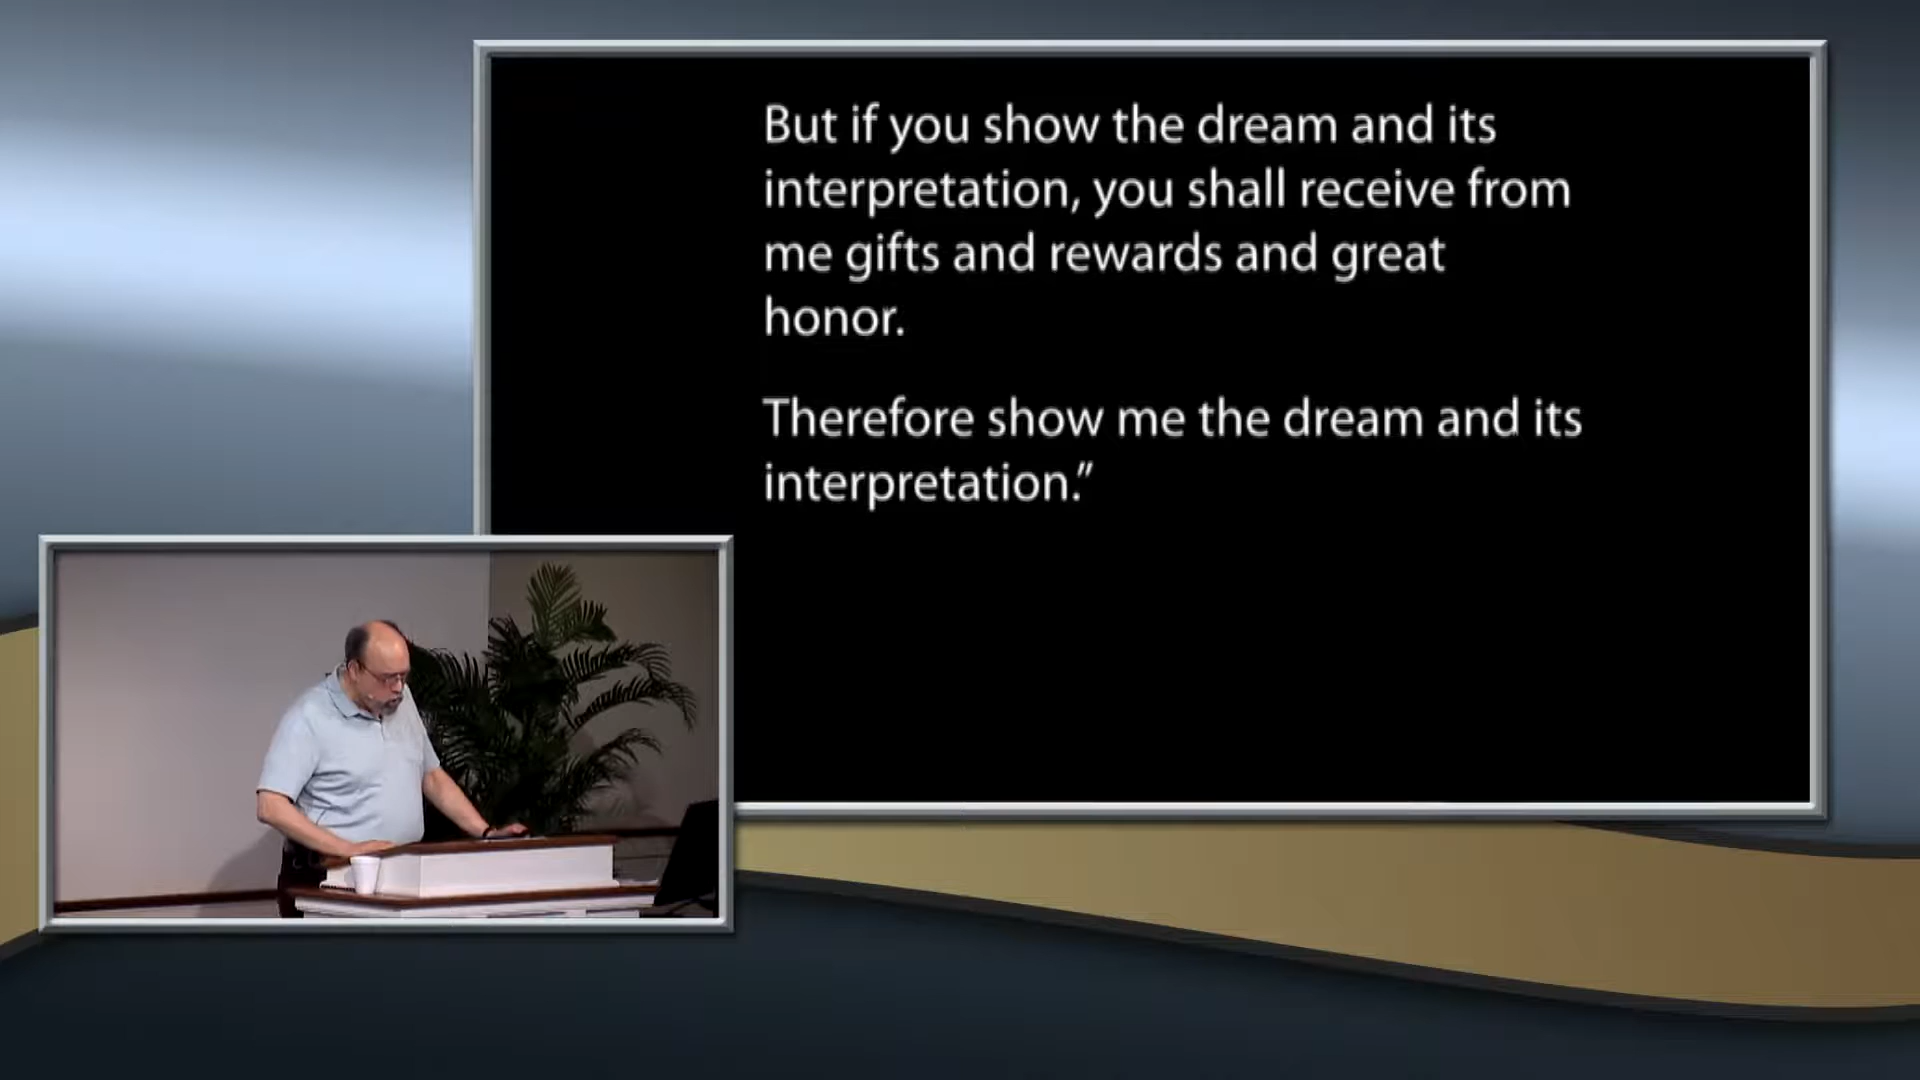 But if you show the dream and its
interpretation, you shall receive from
me gifts and rewards and great
honor.
Therefore show me the dream and its
interpretation.”